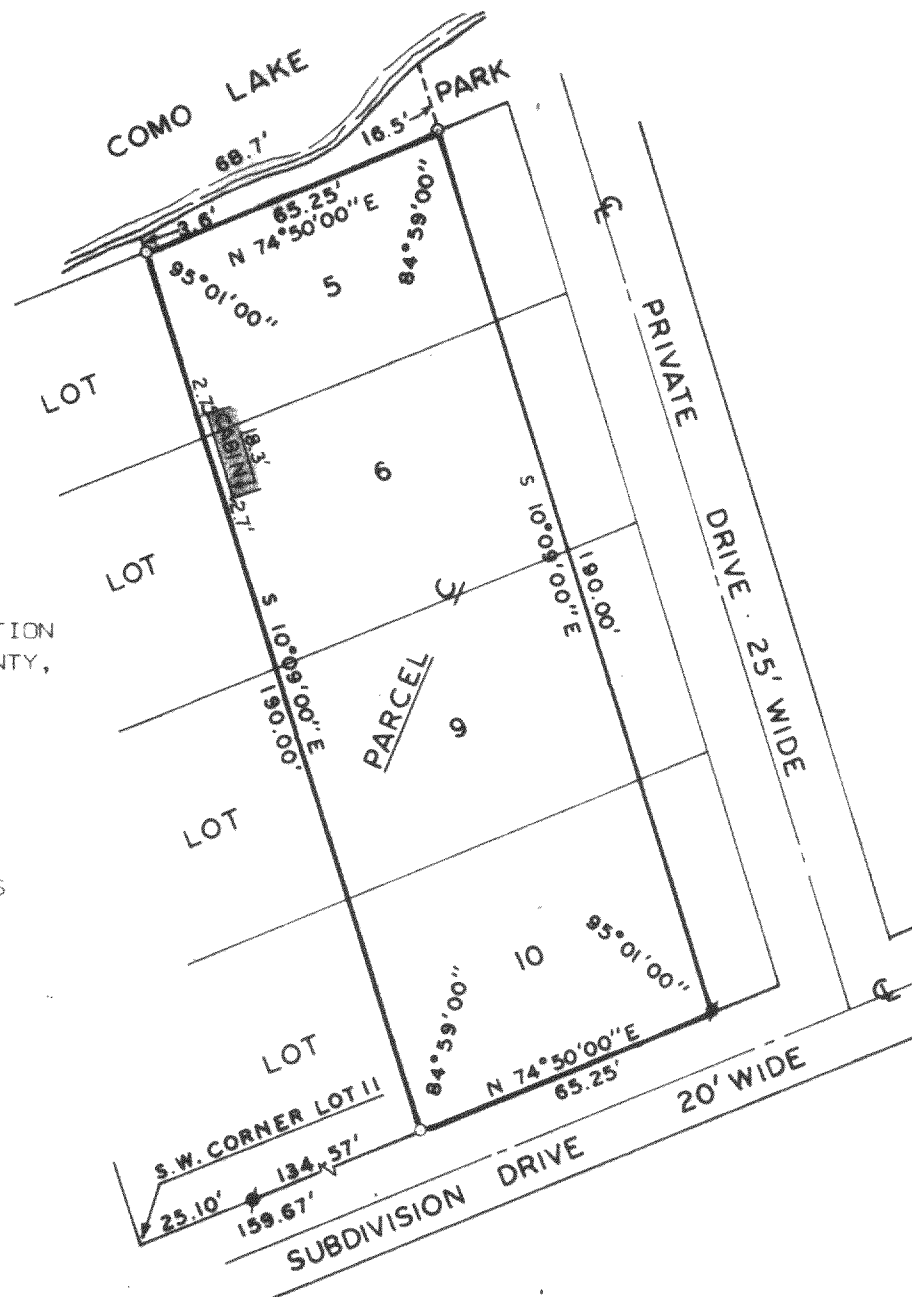 COMO LAKE
PARK
68.7'
16.5'
3.6'
65.25'
N 74°50'00" E
95°01'00"
84°59'00"
5
LOT
2.75
CABIN
18.3'
2.7'
6
LOT
S 10°09'00" E
190.00'
S 10°09'00" E
190.00'
PRIVATE DRIVE · 25' WIDE
TION
NTY,
PARCEL
9
LOT
S
10
95°01'00"
84°59'00"
LOT
N 74°50'00" E
65.25'
S.W. CORNER LOT 11
134.57'
25.10'
159.67'
SUBDIVISION DRIVE 20' WIDE